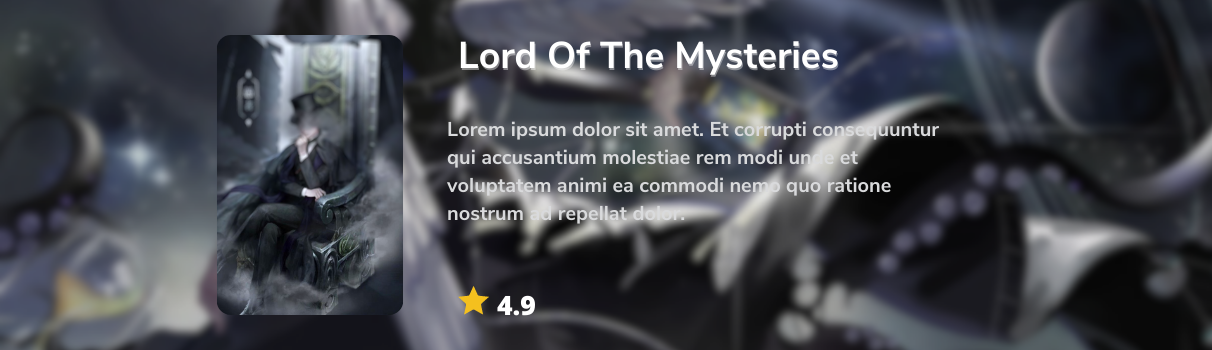 Lord Of The Mysteries
Lorem ipsum dolor sit amet. Et corrupti consequuntur
qui accusantium molestiae rem modi unde et
voluptatem animi ea commodi nemo quo ratione
nostrum ad repellat dolor.
4.9